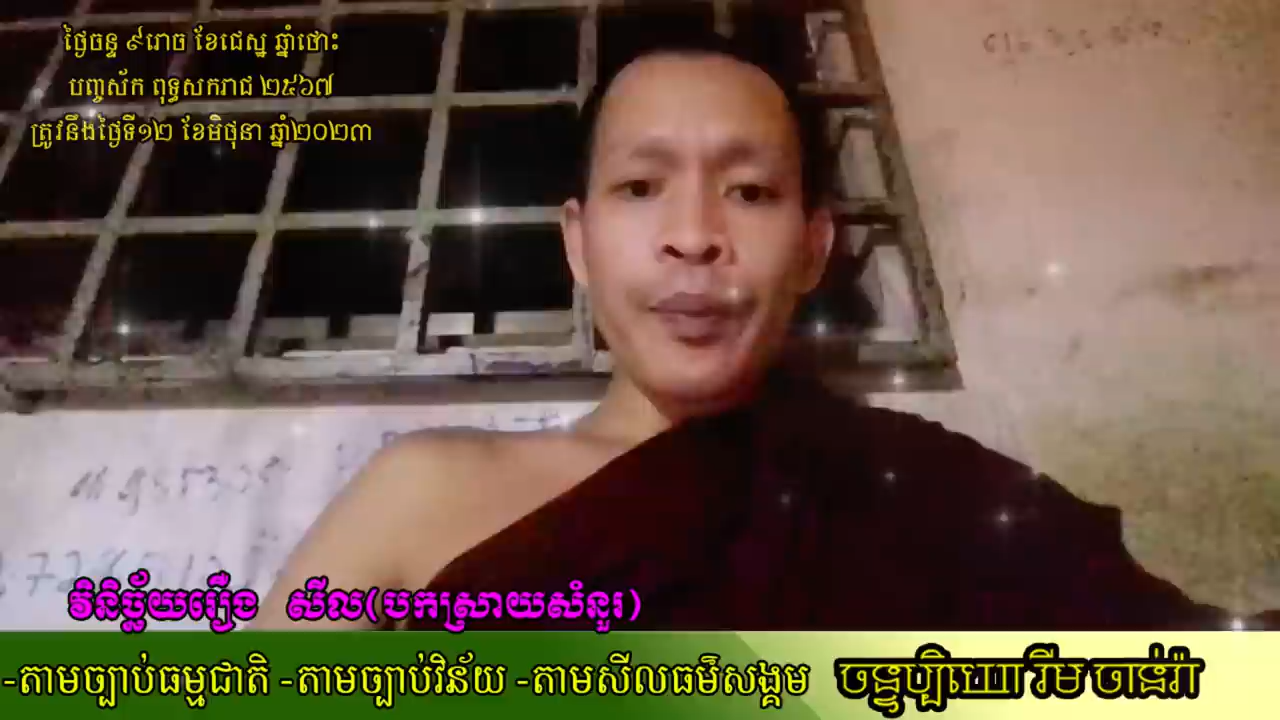 ថ្ងៃចន្ទ ៩រោច ខែជេស្ឋ ឆ្នាំថោះ
បញ្ចស័ក ពុទ្ធសករាជ ២៥៦៧
ត្រូវនឹងថ្ងៃទី១២ ខែមិថុនា ឆ្នាំ២០២៣
វិនិច្ឆ័យរឿង សីល(បកស្រាយសំនួរ)
-តាមច្បាប់ធម្មជាតិ -តាមច្បាប់វិន័យ -តាមសីលធម៌សង្គម ចន្ទប្បិយោ រឹម ចាន់រ៉ា